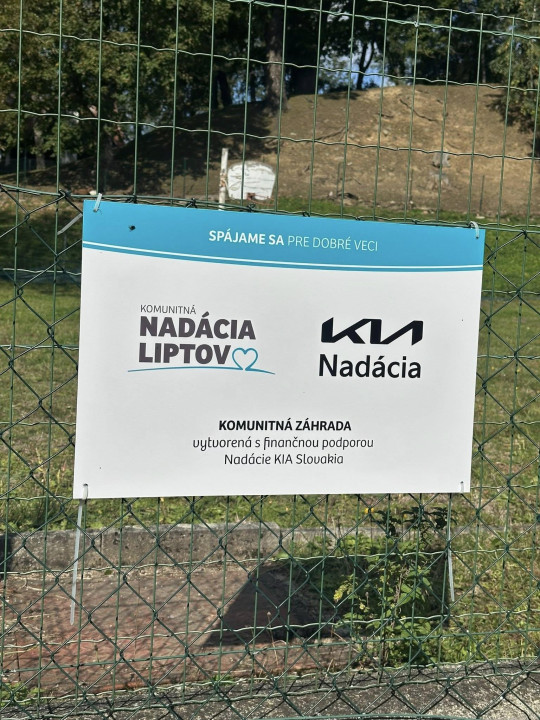 SPÁJAME SA PRE DOBRÉ VECI
KOMUNITNÁ
NADÁCIA
LIPTOV
KIA
Nadácia
KOMUNITNÁ ZÁHRADA
vytvorená s finančnou podporou
Nadácie KIA Slovakia